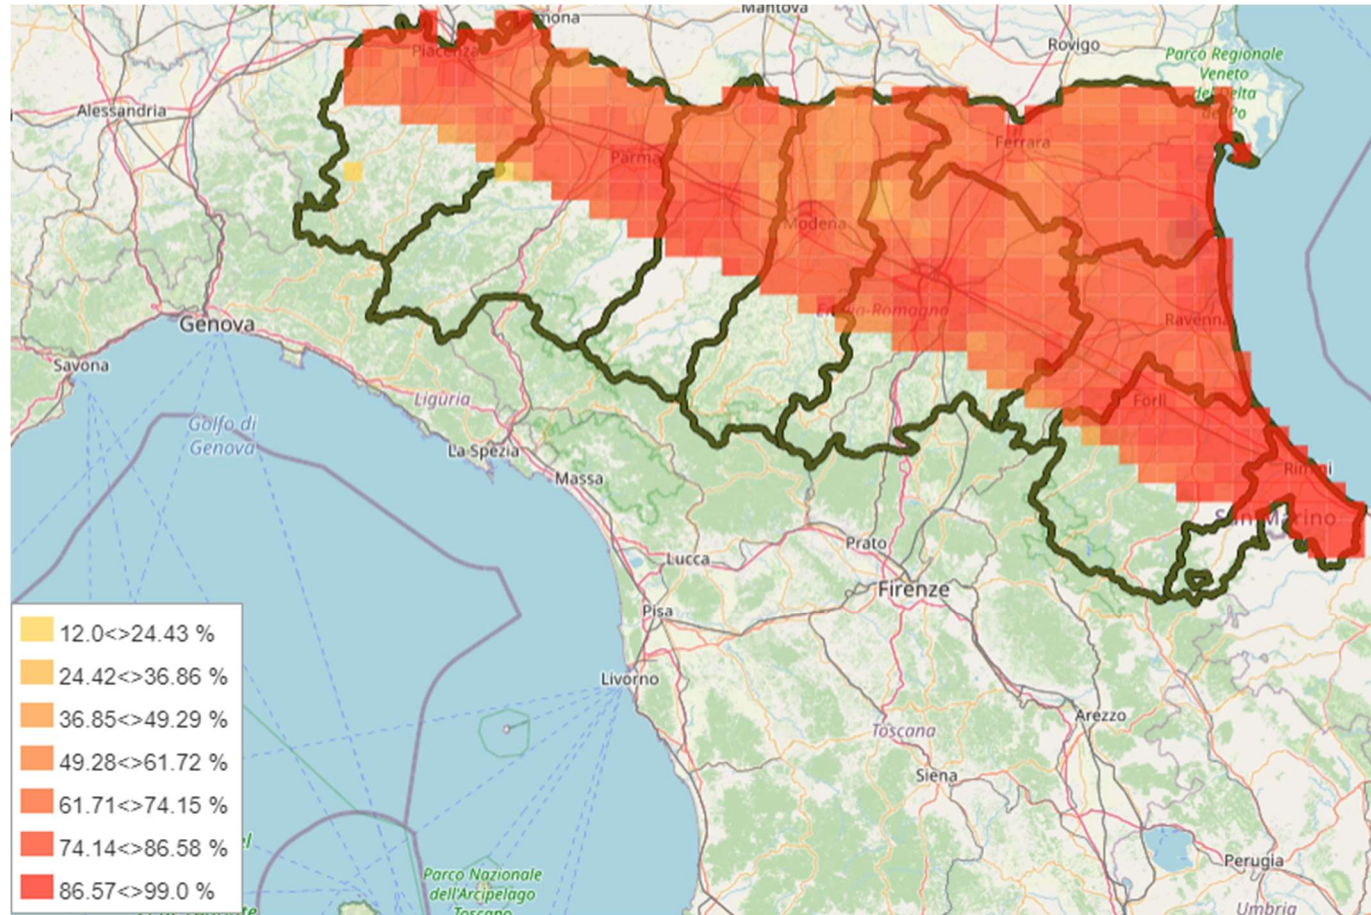 Mantova
mona
Rovigo
Piacenza
Parco Regionale
Veneto
del Delta
del Po
Alessandria
Ferrara
Parma
Modena
Emilia-Romagna
Ravenna
Genova
Savona
Liguria
Forlì
Golfo di
Genova
La Spezia
Massa
Rimini
San Marino
Prato
Lucca
Firenze
Pisa
Livorno
Arezzo
Toscana
Siena
Perugia
Umbria
Parco Nazionale
dell'Arcipelago
Toscano
12.0<>24.43 %
24.42<>36.86 %
36.85<>49.29 %
49.28<>61.72 %
61.71<>74.15 %
74.14<>86.58 %
86.57<>99.0 %